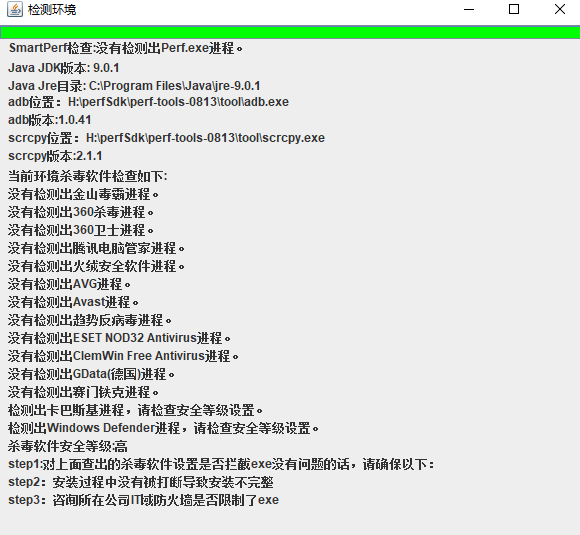 检测环境
SmartPerf检查:没有检测出Perf.exe进程。
Java JDK版本: 9.0.1
Java Jre目录: C:\Program Files\Java\jre-9.0.1
adb位置：H:\perfSdk\perf-tools-0813\tool\adb.exe
adb版本:1.0.41
scrcpy位置：H:\perfSdk\perf-tools-0813\tool\scrcpy.exe
scrcpy版本:2.1.1
当前环境杀毒软件检查如下:
没有检测出金山毒霸进程。
没有检测出360杀毒进程。
没有检测出360卫士进程。
没有检测出腾讯电脑管家进程。
没有检测出火绒安全软件进程。
没有检测出AVG进程。
没有检测出Avast进程。
没有检测出趋势反病毒进程。
没有检测出ESET NOD32 Antivirus进程。
没有检测出ClemWin Free Antivirus进程。
没有检测出GData(德国)进程。
没有检测出赛门铁克进程。
检测出卡巴斯基进程，请检查安全等级设置。
检测出Windows Defender进程，请检查安全等级设置。
杀毒软件安全等级:高
step1:对上面查出的杀毒软件设置是否拦截exe没有问题的话，请确保以下：
step2：安装过程中没有被打断导致安装不完整
step3：咨询所在公司IT域防火墙是否限制了exe